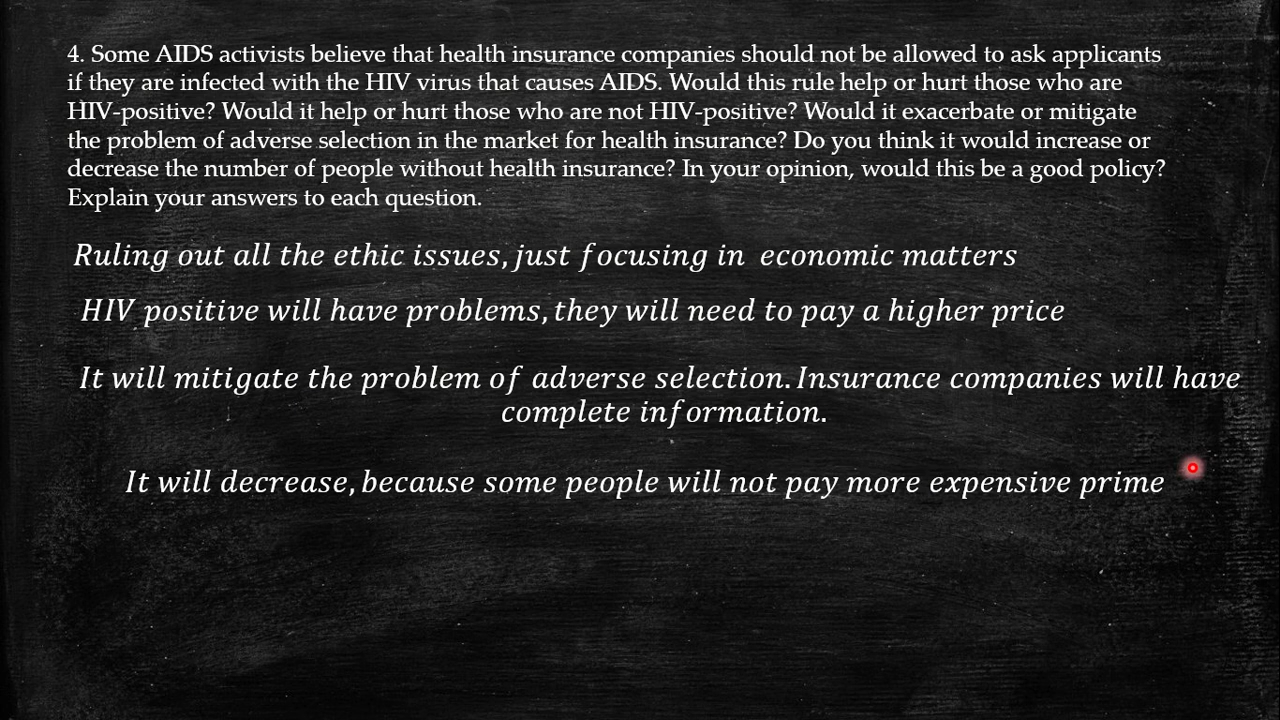 4. Some AIDS activists believe that health insurance companies should not be allowed to ask applicants
if they are infected with the HIV virus that causes AIDS. Would this rule help or hurt those who are
HIV-positive? Would it help or hurt those who are not HIV-positive? Would it exacerbate or mitigate
the problem of adverse selection in the market for health insurance? Do you think it would increase or
decrease the number of people without health insurance? In your opinion, would this be a good policy?
Explain your answers to each question.
Ruling out all the ethic issues, just focusing in economic matters
HIV positive will have problems, they will need to pay a higher price
It will mitigate the problem of adverse selection. Insurance companies will have
complete information.
It will decrease, because some people will not pay more expensive prime